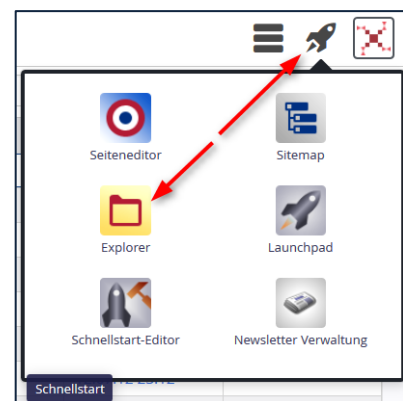 Seiteneditor
Sitemap
Explorer
Launchpad
Schnellstart-Editor
Newsletter Verwaltung
Schnellstart